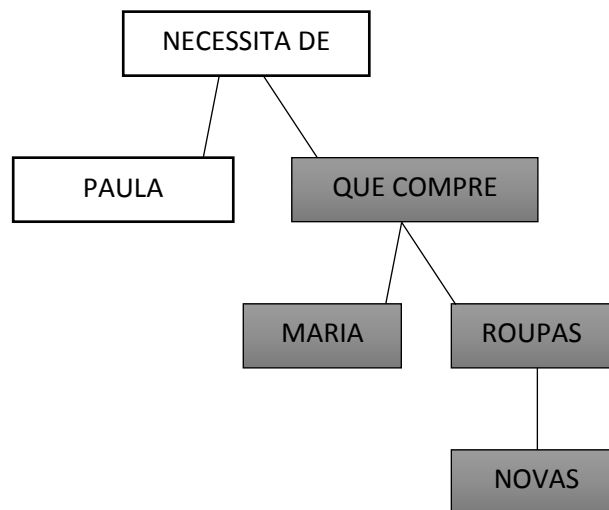 NECESSITA DE
PAULA
QUE COMPRE
MARIA
ROUPAS
NOVAS